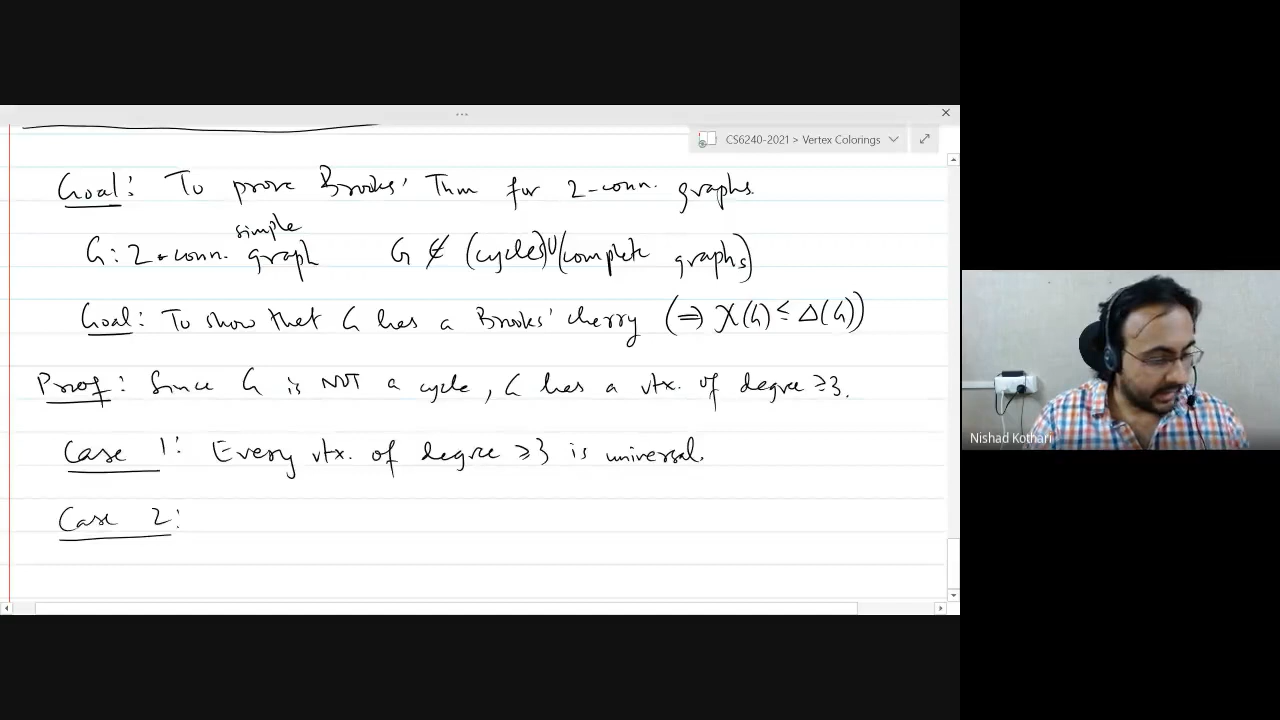 CS6240-2021 > Vertex Colorings
Goal: To prove Brooks' Thm for 2-conn. graphs.
simple
G: 2-conn. graph G ∉ (cycles) ∪ (complete graphs)
Goal: To show that G has a Brooks' cherry (⇒ χ(G) ≤ Δ(G))
Proof: Since G is NOT a cycle, G has a vtx. of degree ≥3.
Case 1: Every vtx. of degree ≥3 is universal.
Case 2:
Nishad Kothari